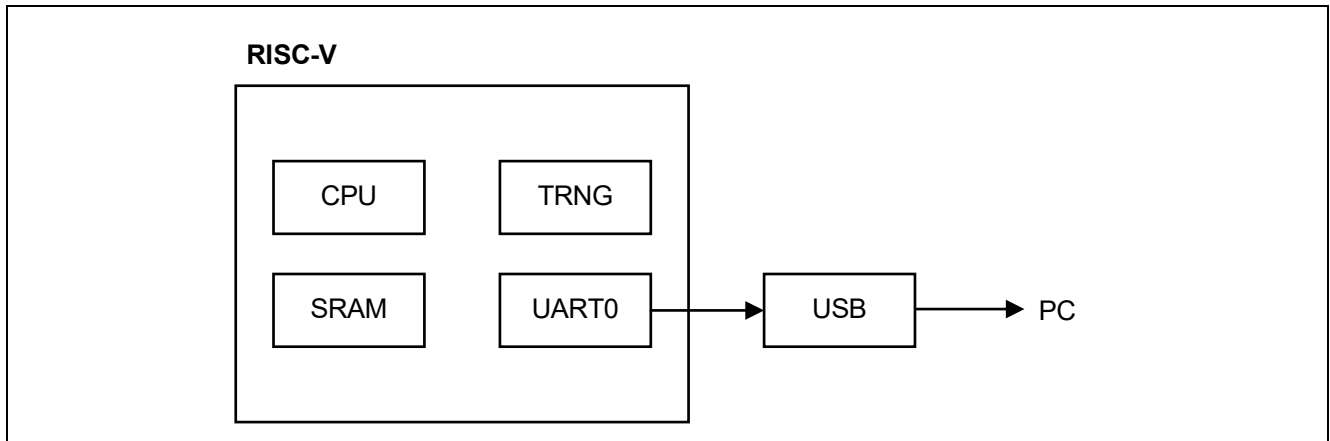 RISC-V
CPU
TRNG
SRAM
UART0
USB
PC